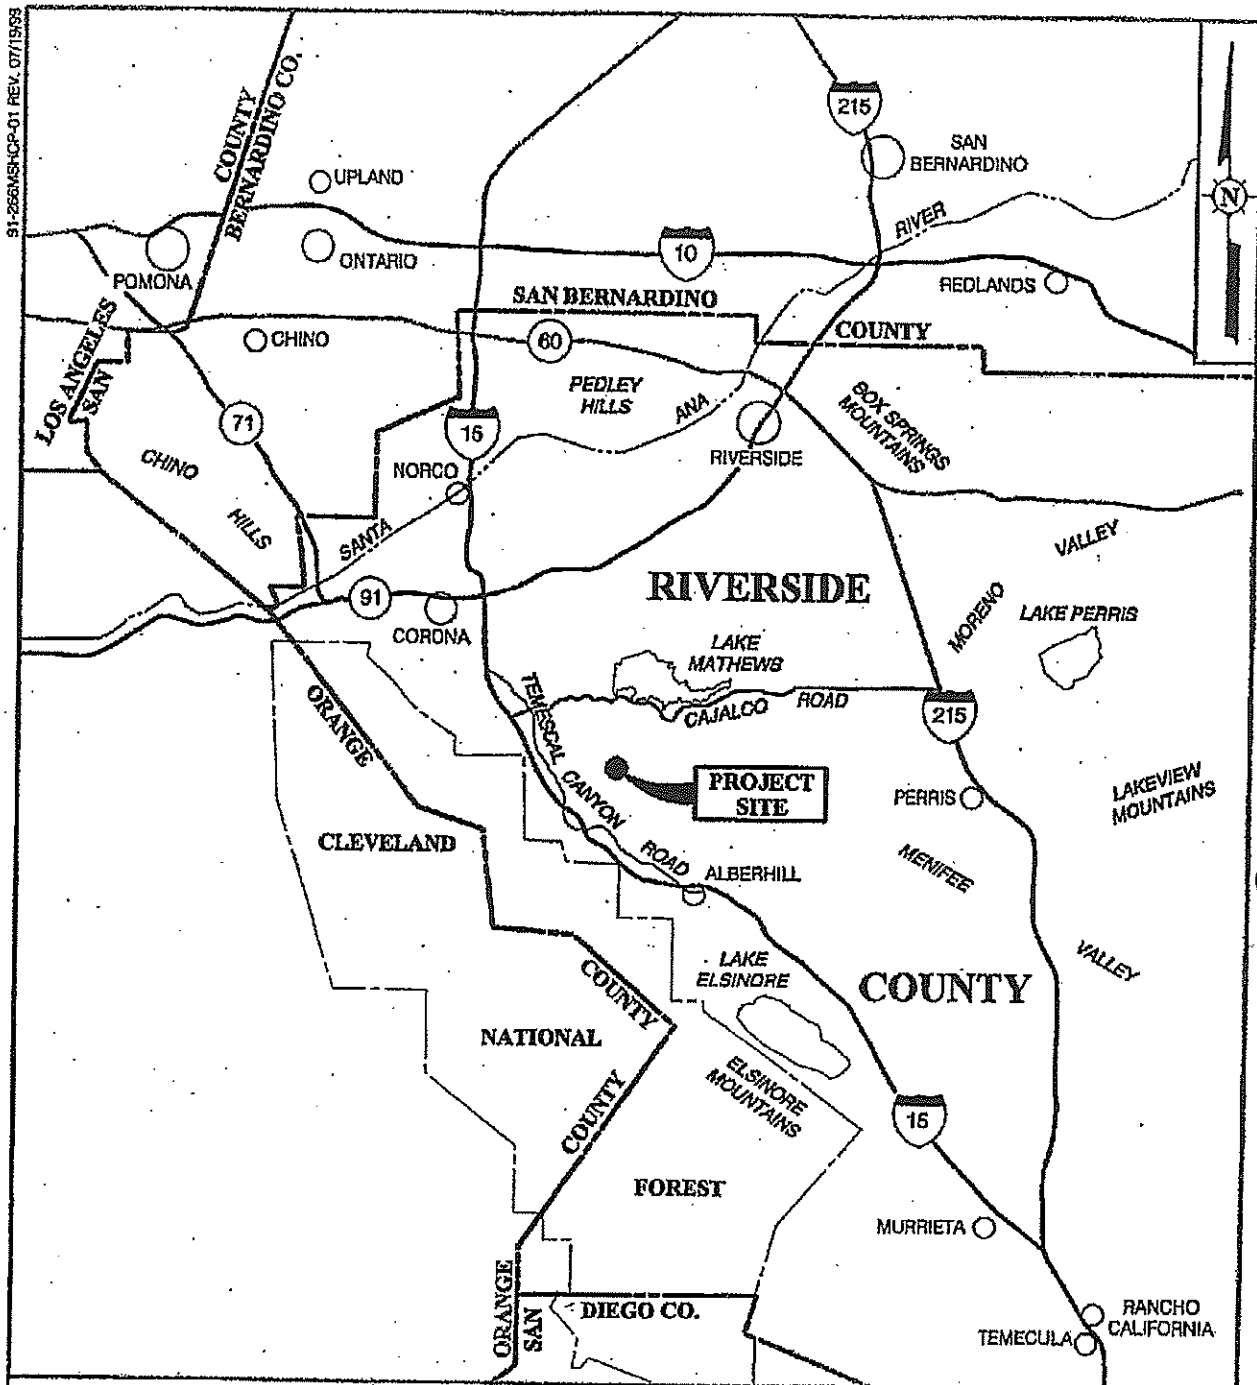 91-266MSHCP-01 REV. 07/19/99
COUNTY
BERNARDINO CO.
215
SAN
BERNARDINO
UPLAND
RIVER
N
POMONA
ONTARIO
10
REDLANDS
LOS ANGELES
SAN
SAN BERNARDINO
COUNTY
CHINO
60
PEDLEY
HILLS
ANA
BOX SPRINGS
MOUNTAINS
71
15
CHINO
HILLS
NORCO
RIVERSIDE
SANTA
VALLEY
MORENO
91
CORONA
RIVERSIDE
LAKE PERRIS
LAKE
MATHEWS
ORANGE
TEMESCAL
CANYON
ROAD
CAJALCO
ROAD
215
PROJECT
SITE
PERRIS
LAKEVIEW
MOUNTAINS
CLEVELAND
MENIFEE
VALLEY
ALBERHILL
LAKE
ELSINORE
COUNTY
COUNTY
NATIONAL
ELSINORE
MOUNTAINS
COUNTY
15
FOREST
MURRIETA
ORANGE
SAN
DIEGO CO.
RANCHO
CALIFORNIA
TEMECULA